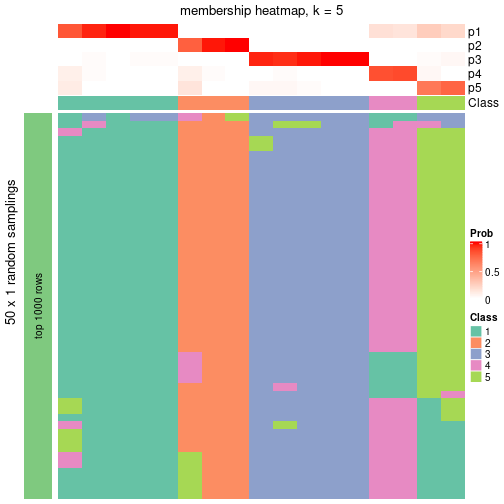 membership heatmap, k = 5
p1
p2
p3
p4
p5
Class
50 x 1 random samplings
top 1000 rows
Prob
1
0.5
0
Class
1
2
3
4
5